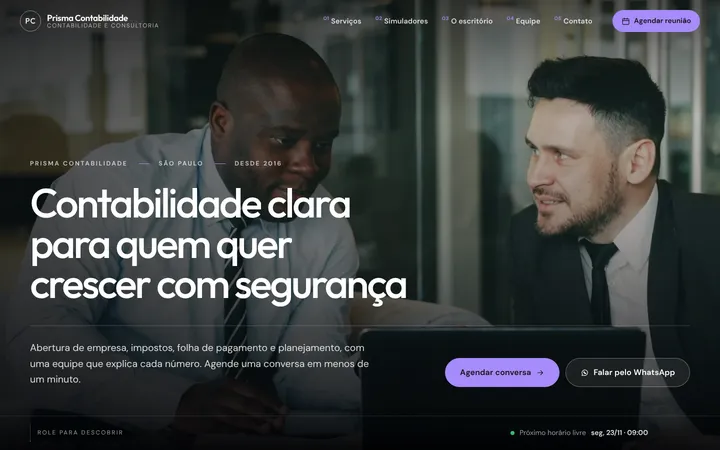 PC
Prisma Contabilidade
CONTABILIDADE E CONSULTORIA
01 Serviços
02 Simuladores
03 O escritório
04 Equipe
05 Contato
Agendar reunião
PRISMA CONTABILIDADE — SÃO PAULO — DESDE 2016
Contabilidade clara
para quem quer
crescer com segurança
Abertura de empresa, impostos, folha de pagamento e planejamento, com
uma equipe que explica cada número. Agende uma conversa em menos de
um minuto.
Agendar conversa →
Falar pelo WhatsApp
ROLE PARA DESCOBRIR
Próximo horário livre seg, 23/11 · 09:00